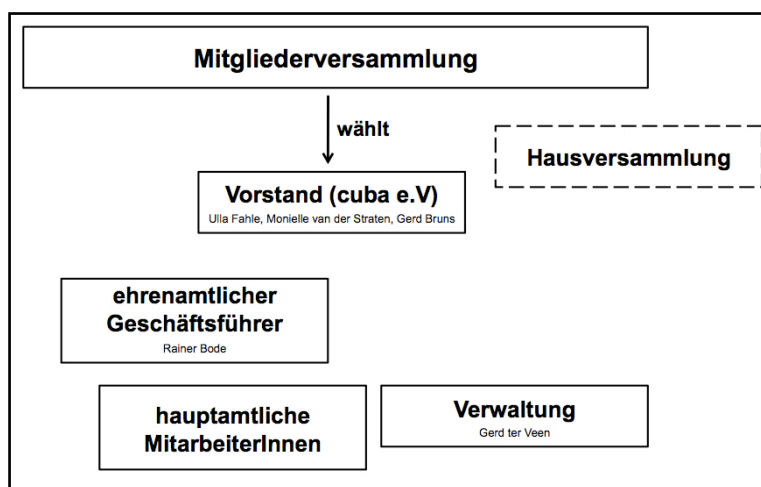 Mitgliederversammlung
wählt
Hausversammlung
Vorstand (cuba e.V)
Ulla Fahle, Monielle van der Straten, Gerd Bruns
ehrenamtlicher
Geschäftsführer
Rainer Bode
hauptamtliche
MitarbeiterInnen
Verwaltung
Gerd ter Veen